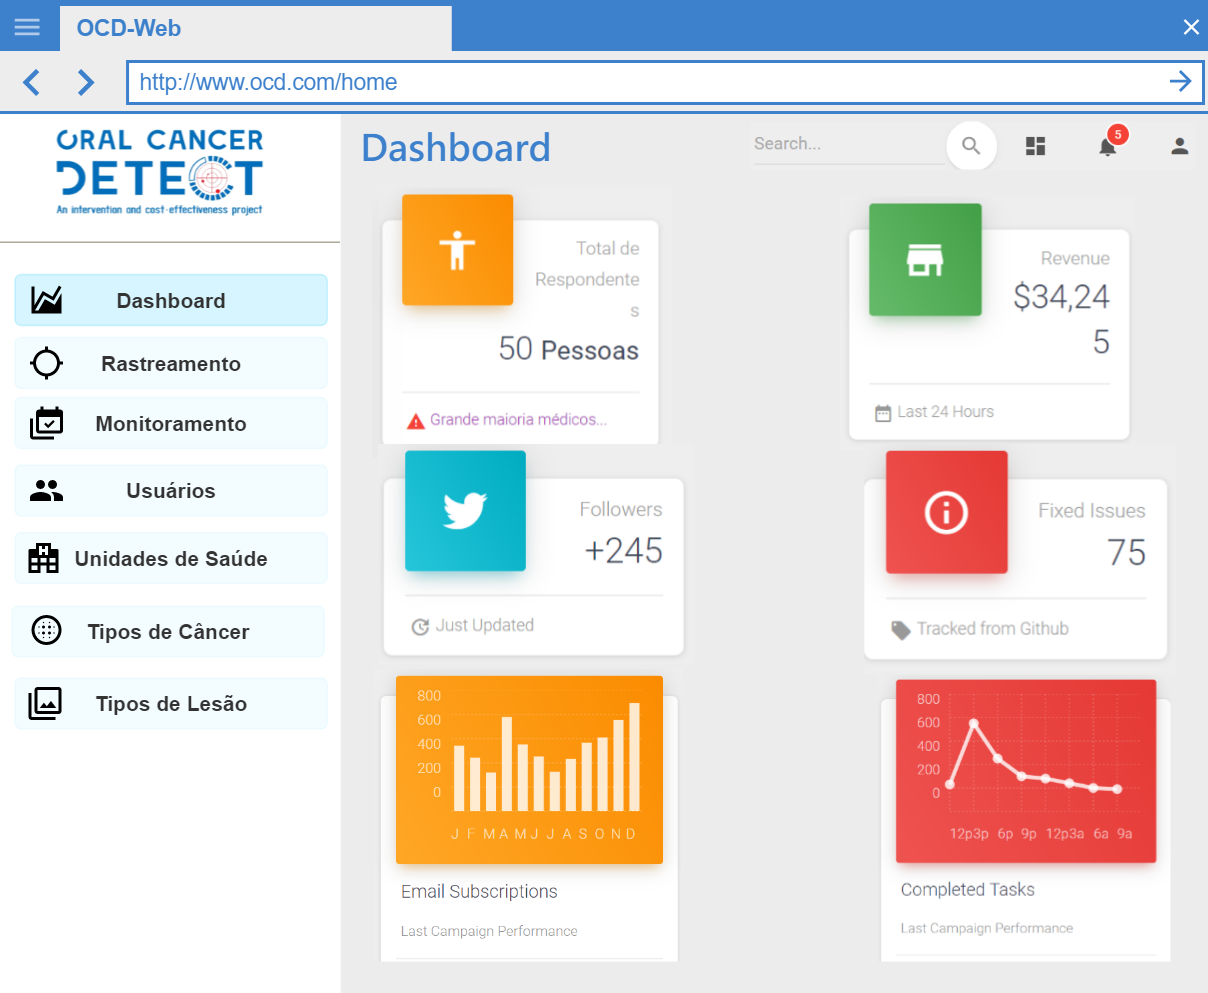 OCD-Web
http://www.ocd.com/home
ORAL CANCER
DETECT
An intervention and cost-effectiveness project
Dashboard
Rastreamento
Monitoramento
Usuários
Unidades de Saúde
Tipos de Câncer
Tipos de Lesão
Dashboard
Search...
5
Total de
Respondente
s
50 Pessoas
Grande maioria médicos...
Revenue
$34,24
5
Last 24 Hours
Followers
+245
Just Updated
Fixed Issues
75
Tracked from Github
800
600
400
200
0
J F M A M J J A S O N D
Email Subscriptions
Last Campaign Performance
800
600
400
200
0
12p3p 6p 9p 12p3a 6a 9a
Completed Tasks
Last Campaign Performance